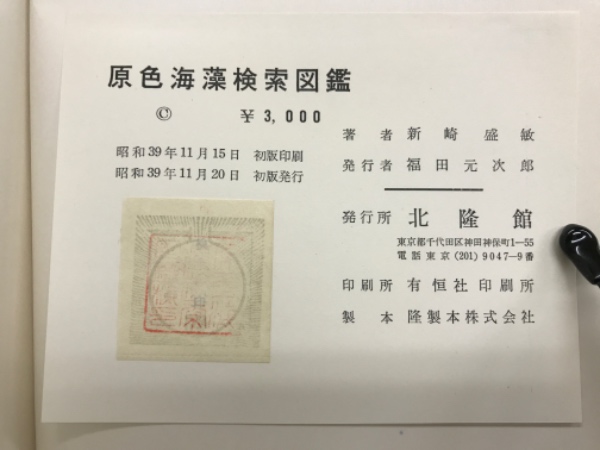 原色海藻検索図鑑
© ¥ 3,000
昭和39年11月15日 初版印刷
昭和39年11月20日 初版発行
著者 新崎盛敏
発行者 福田元次郎
発行所 北隆館
東京都千代田区神田神保町1―55
電話東京(201)9047―9番
印刷所 有恒社印刷所
製本 隆製本株式会社